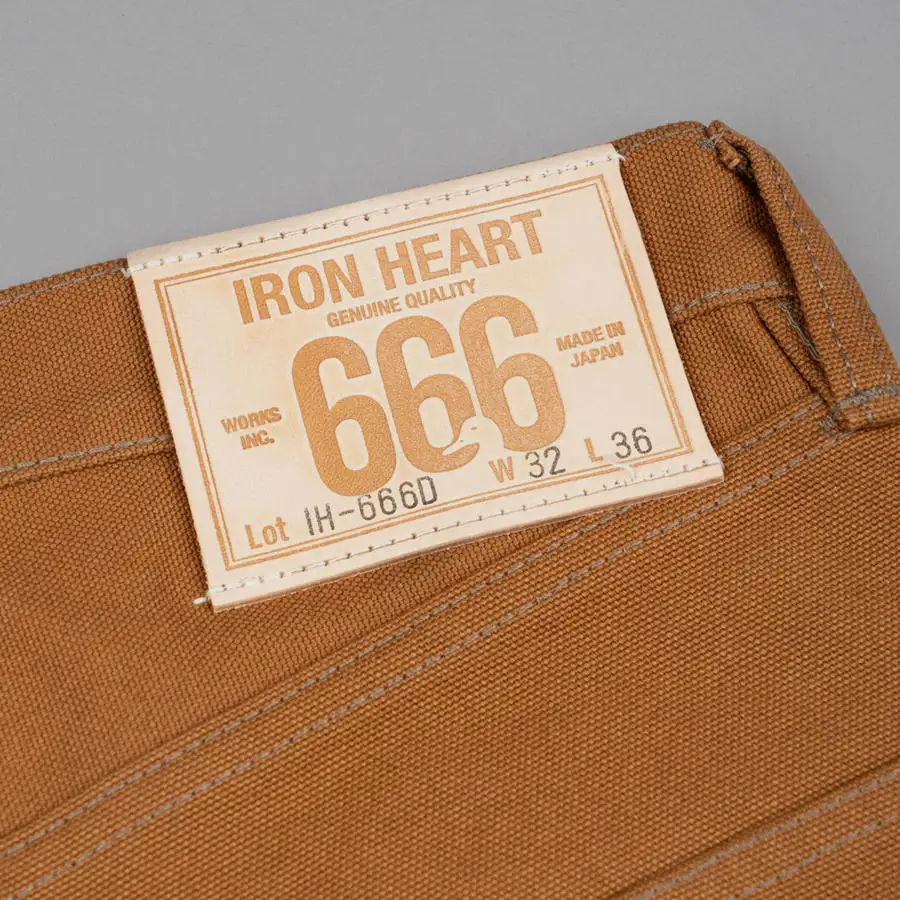 IRON HEART
GENUINE QUALITY
666
WORKS
INC.
MADE IN
JAPAN
Lot IH-666D W 32 L 36